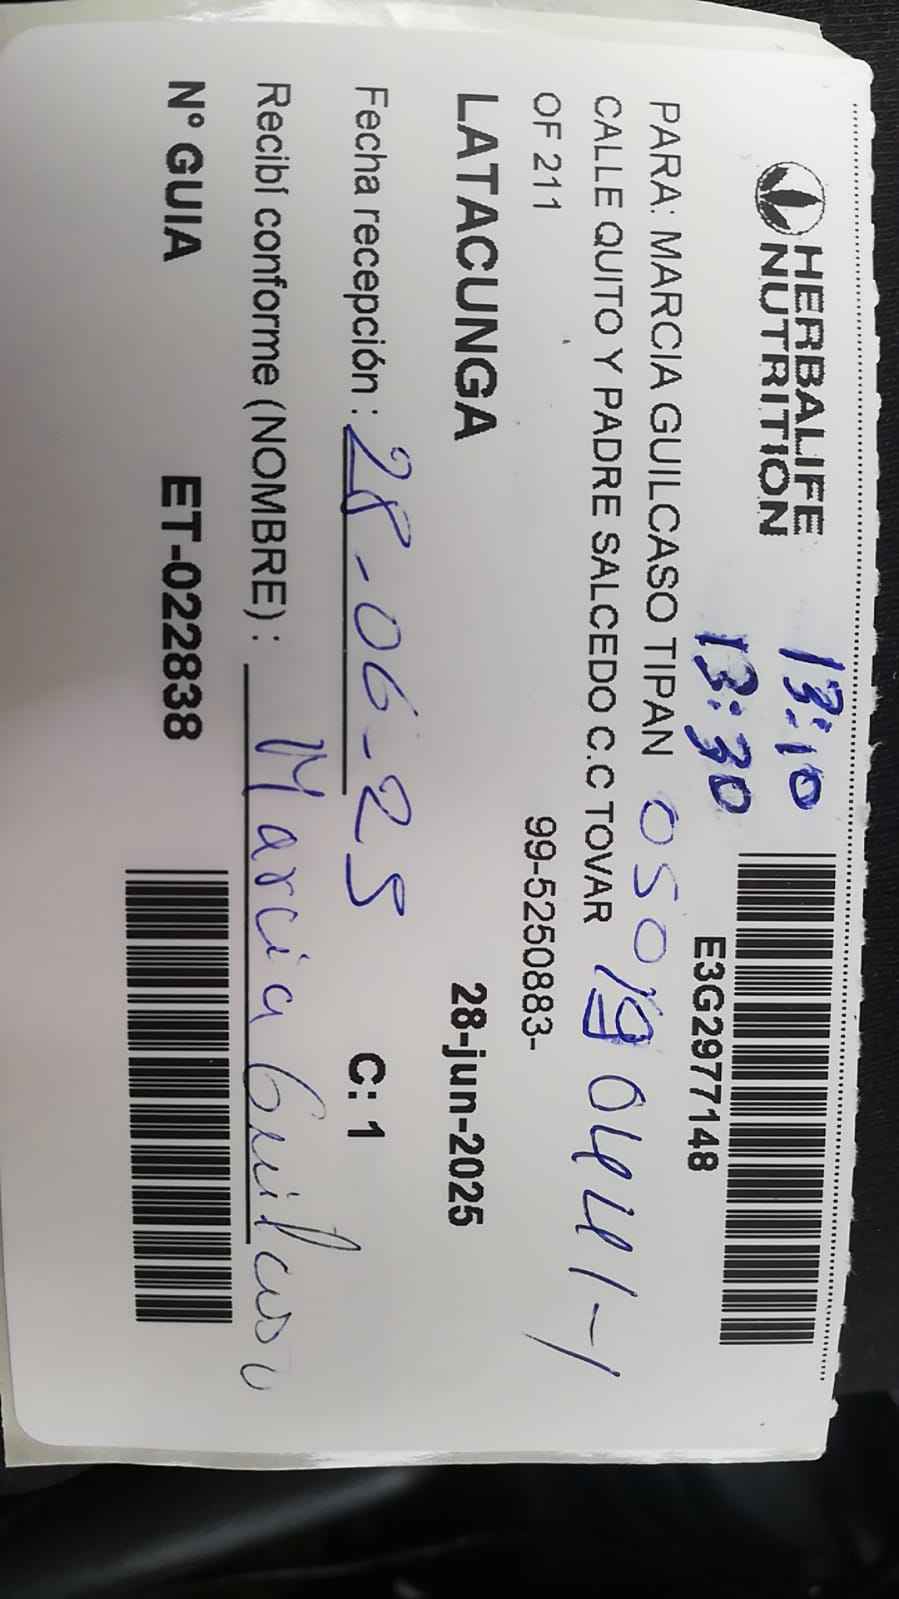 HERBALIFE
NUTRITION
13:10
13:30
E3G2977148
PARA: MARCIA GUILCASO TIPAN
CALLE QUITO Y PADRE SALCEDO C.C TOVAR
OF 211
99-5250883-
LATACUNGA
28-jun-2025
Fecha recepción : 28-06-25
C: 1
Recibí conforme (NOMBRE) : Marcia Guilcaso
Nº GUIA
ET-022838